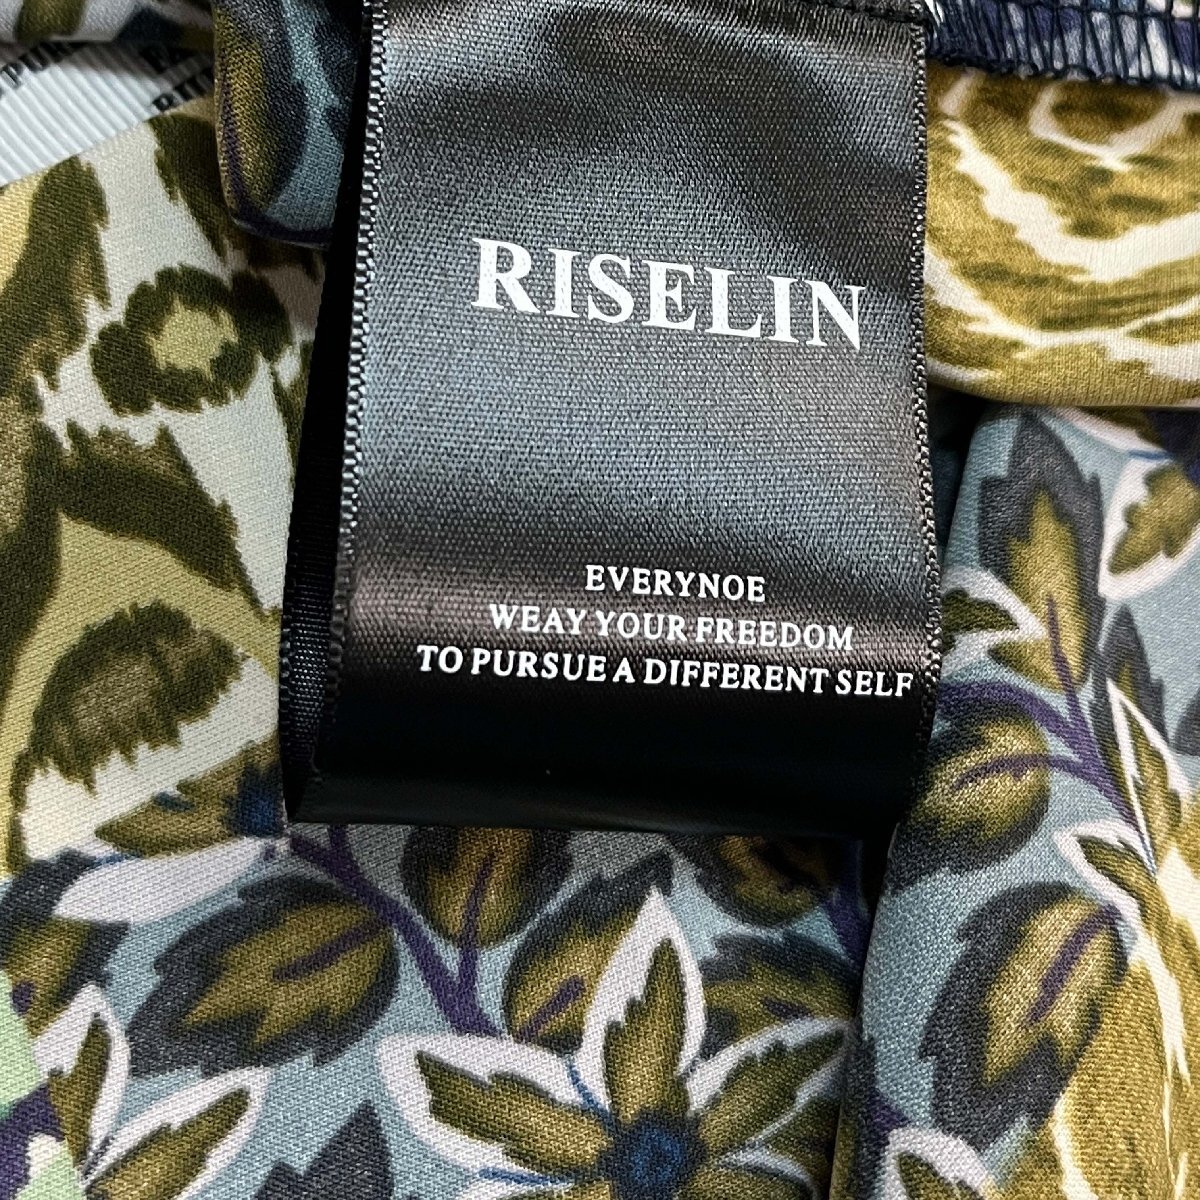 RISELIN
EVERYNOE
WEAY YOUR FREEDOM
TO PURSUE A DIFFERENT SELF